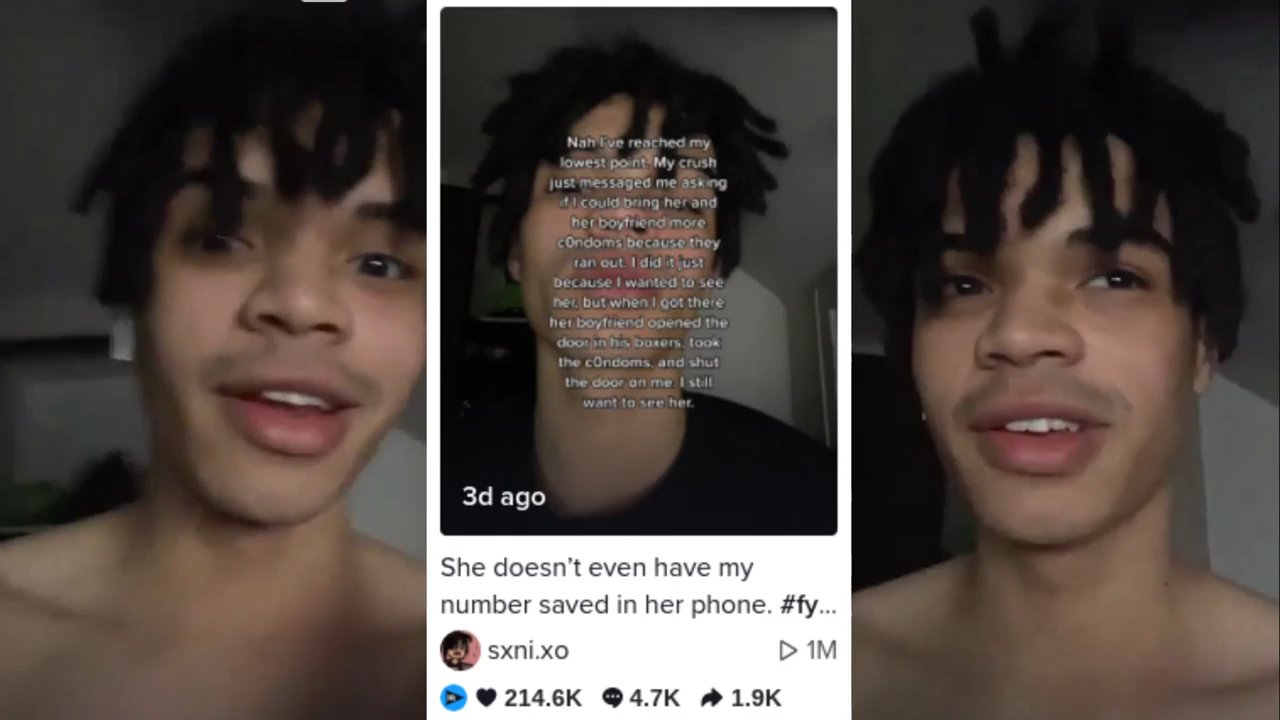 Nah I've reached my
lowest point. My crush
just messaged me asking
if I could bring her and
her boyfriend more
c0ndoms because they
ran out. I did it just
because I wanted to see
her, but when I got there
her boyfriend opened the
door in his boxers, took
the c0ndoms, and shut
the door on me. I still
want to see her.
3d ago
She doesn't even have my
number saved in her phone. #fy...
sxni.xo
1M
214.6K
4.7K
1.9K